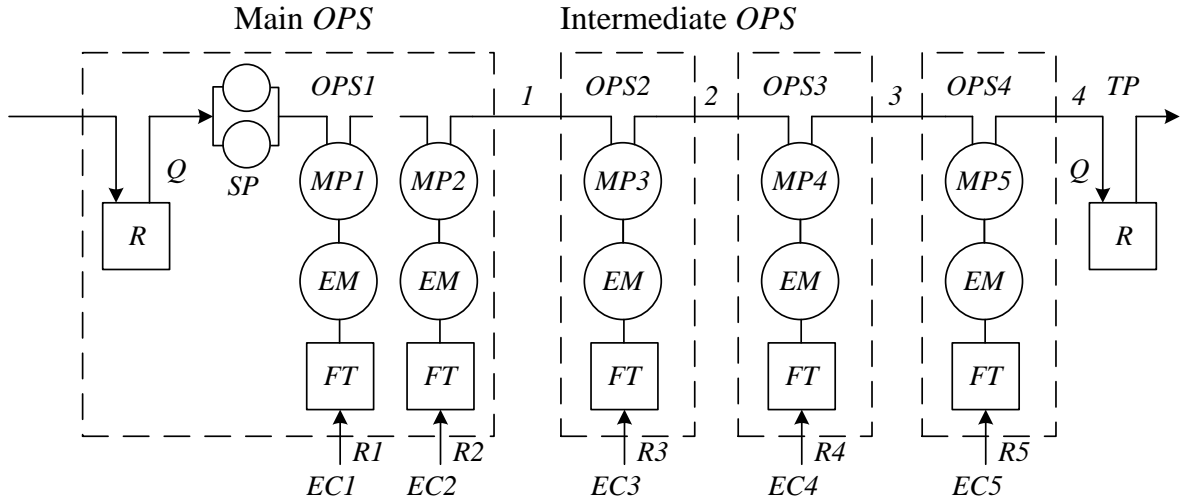 Main OPS Intermediate OPS
OPS1 1 OPS2 2 OPS3 3 OPS4 4 TP
Q SP MP1 MP2 MP3 MP4 MP5 Q
R EM EM EM EM EM R
FT FT FT FT FT
R1 R2 R3 R4 R5
EC1 EC2 EC3 EC4 EC5